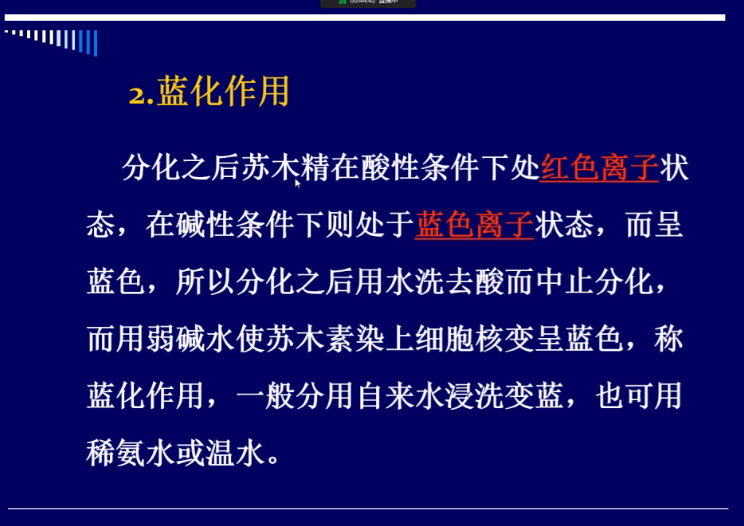 2.蓝化作用
分化之后苏木精在酸性条件下处红色离子状
态，在碱性条件下则处于蓝色离子状态，而呈
蓝色，所以分化之后用水洗去酸而中止分化，
而用弱碱水使苏木素染上细胞核变呈蓝色，称
蓝化作用，一般分用自来水浸洗变蓝，也可用
稀氨水或温水。